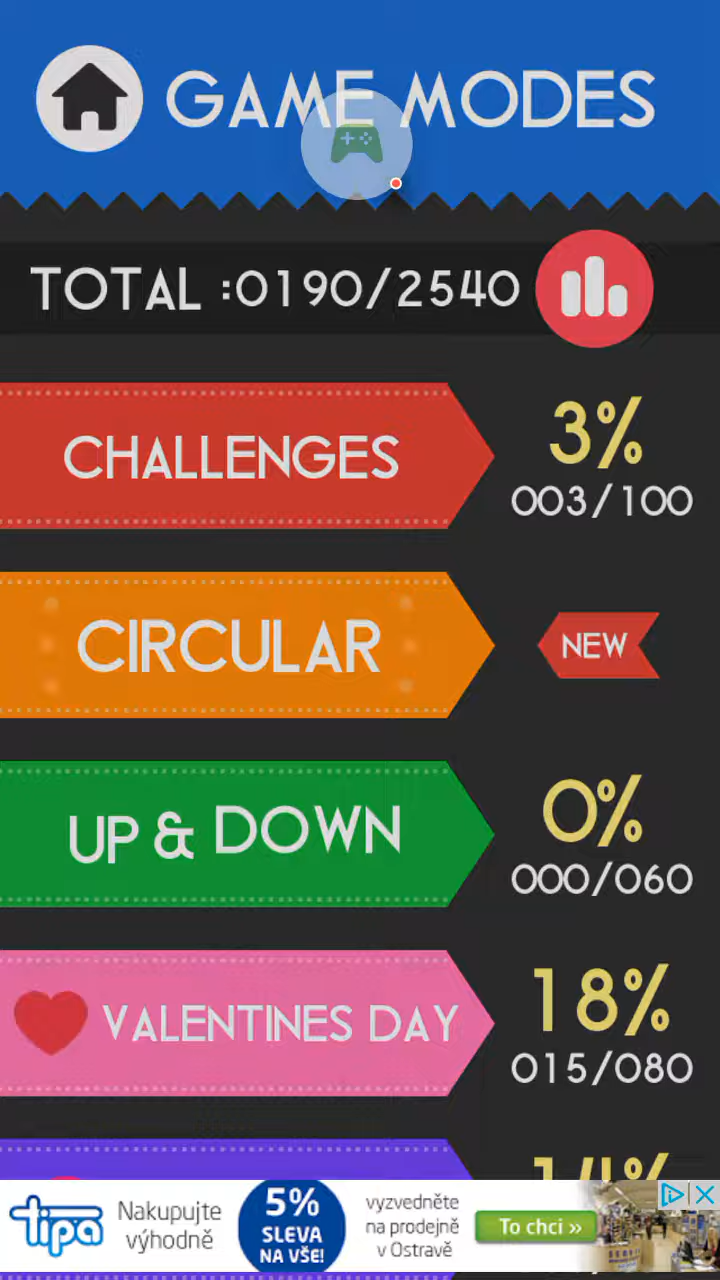 GAME MODES
TOTAL :0190/2540
CHALLENGES
3%
003/100
CIRCULAR
NEW
UP & DOWN
0%
000/060
VALENTINES DAY
18%
015/080
14%
tipa
Nakupujte
výhodně
5%
SLEVA
NA VŠE!
vyzvedněte
na prodejně
v Ostravě
To chci »